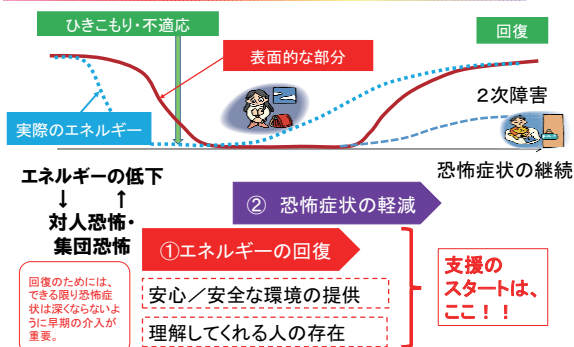 ひきこもり・不適応
回復
表面的な部分
2次障害
実際のエネルギー
恐怖症状の継続
エネルギーの低下
↓ ↑
対人恐怖・
集団恐怖
② 恐怖症状の軽減
①エネルギーの回復
安心／安全な環境の提供
理解してくれる人の存在
支援の
スタートは、
ここ！！
回復のためには、
できる限り恐怖症
状は深くならないよ
うに早期の介入が
重要。